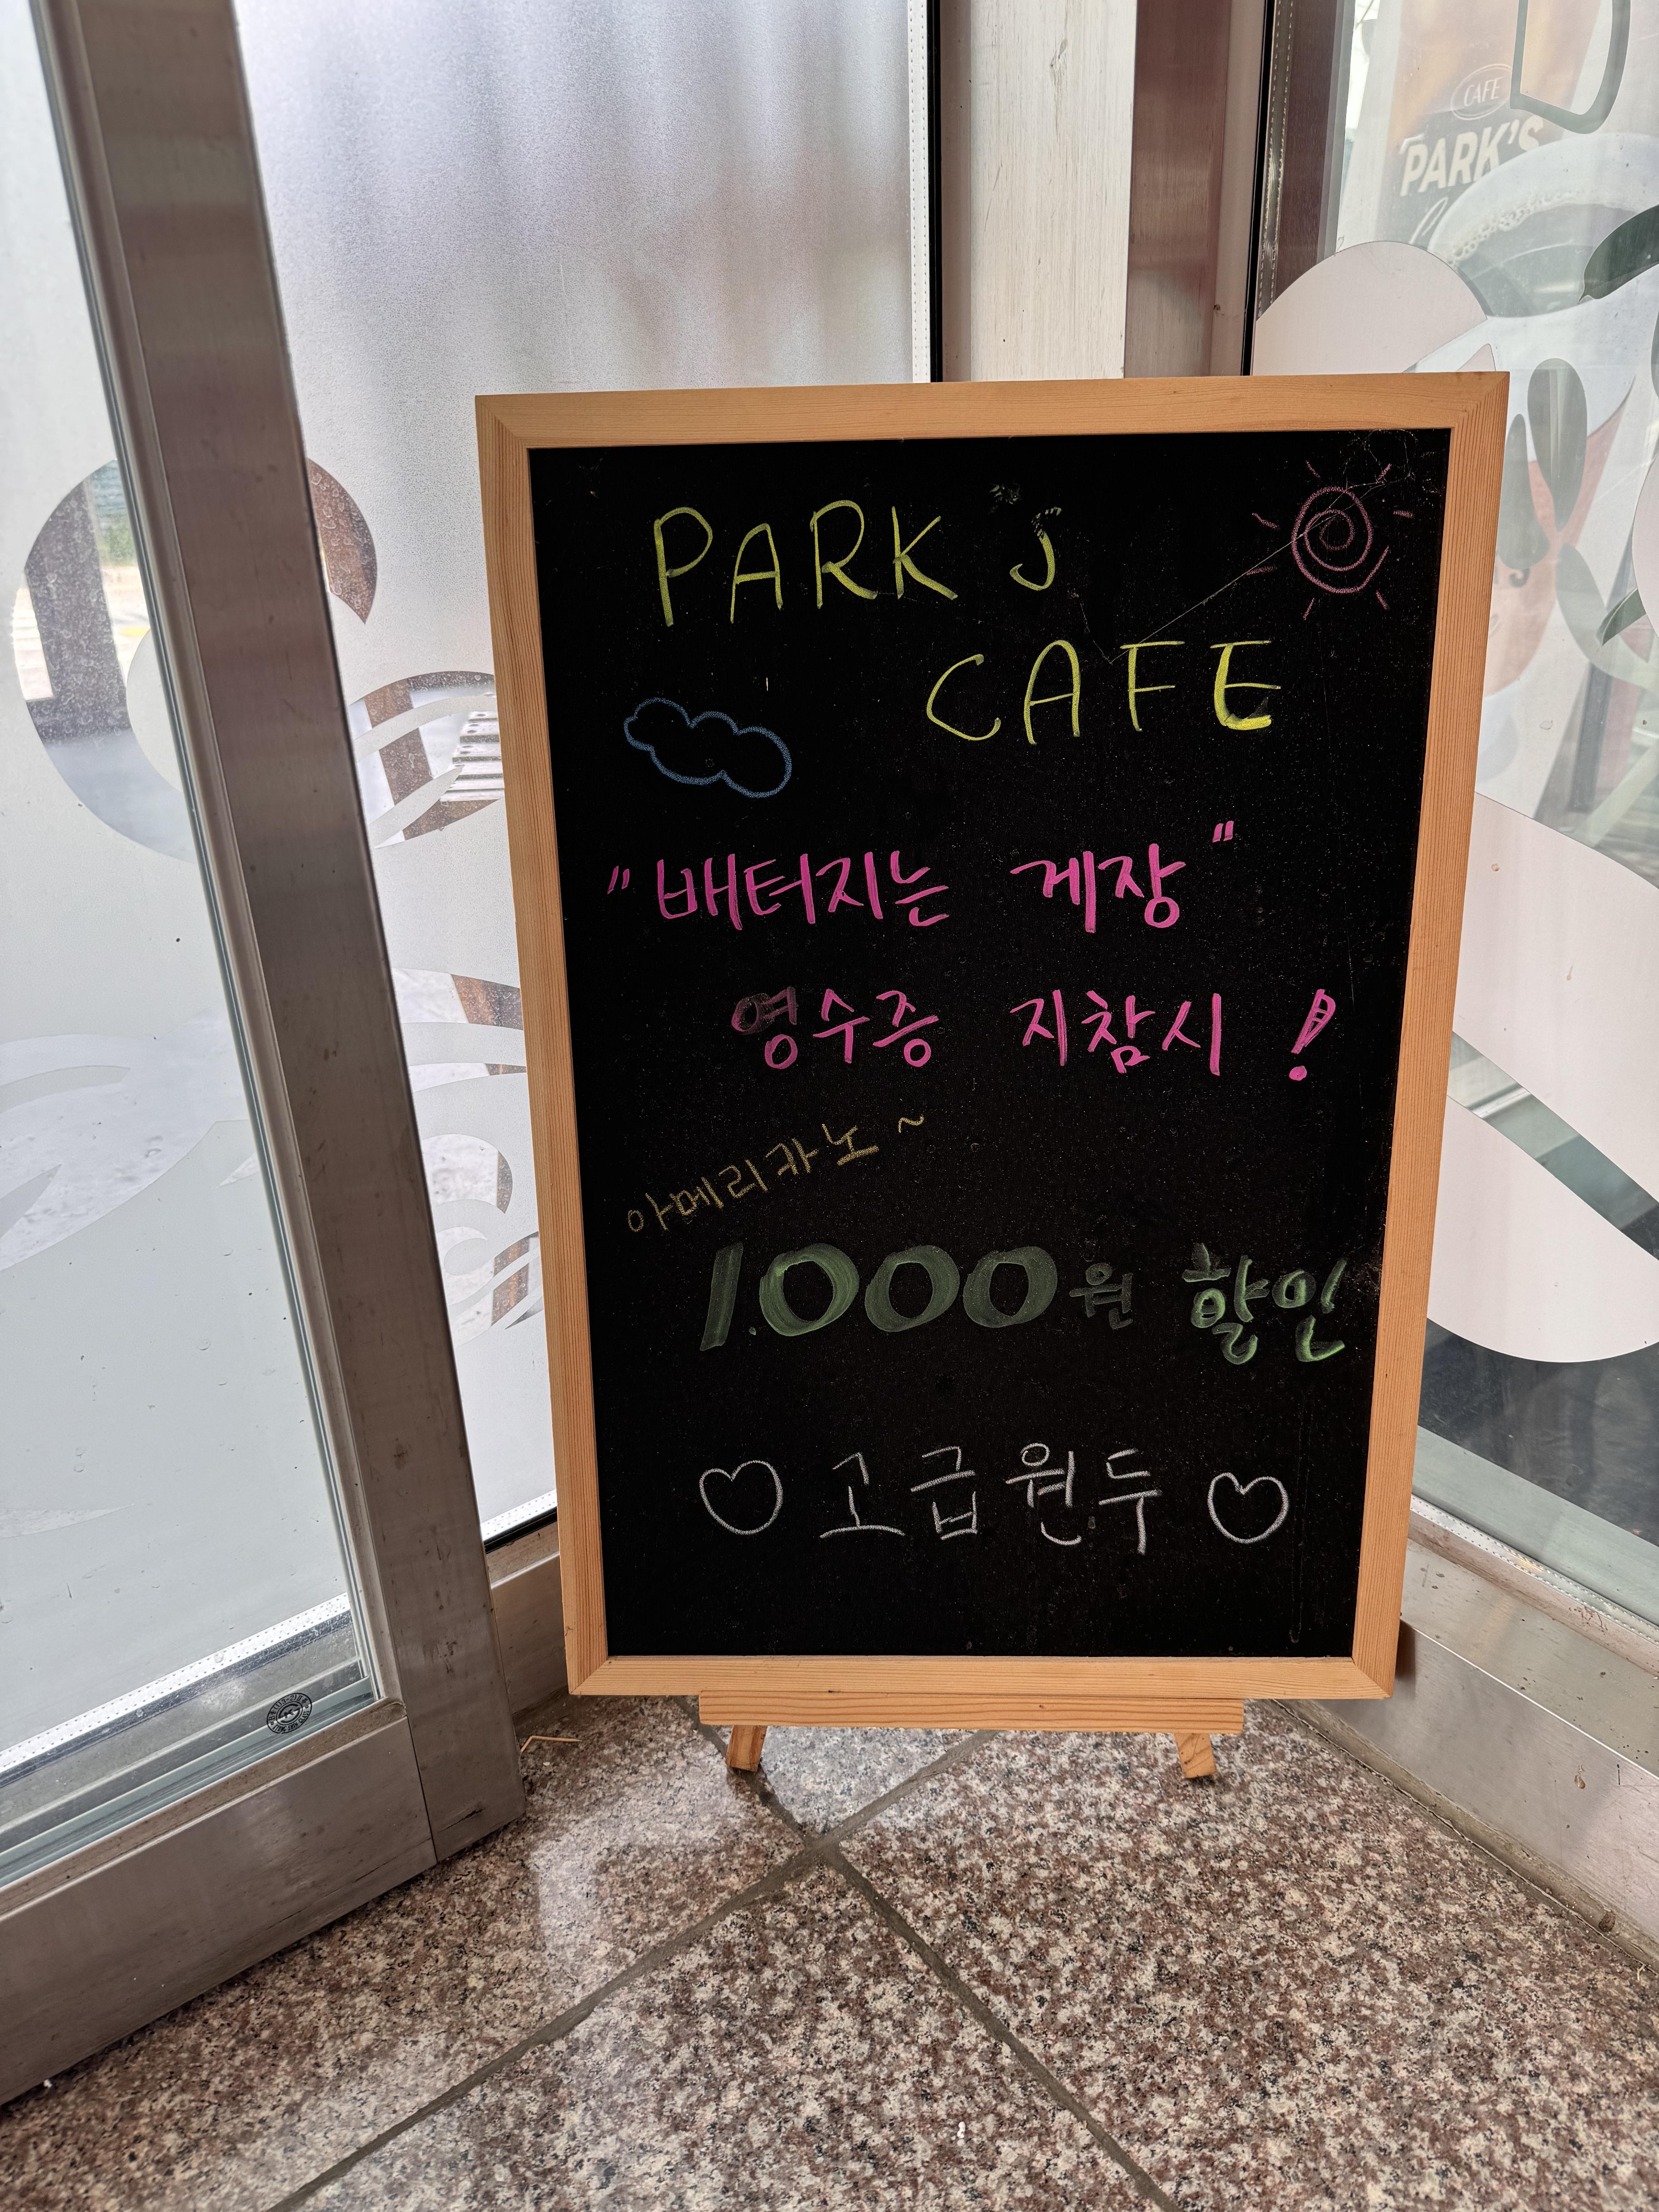 CAFE
PARK'S
PARK'S
CAFE
"배터지는 게장"
영수증 지참시 !
아메리카노 ~
1.000원 할인
♡ 고급원두 ♡